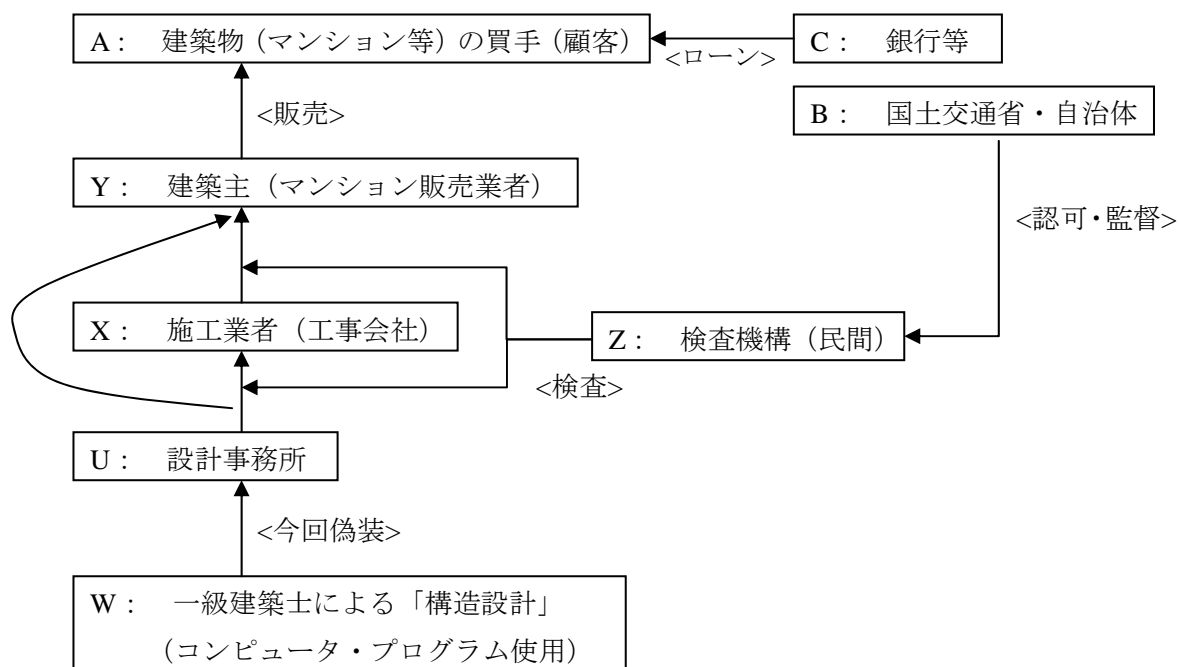 A： 建築物（マンション等）の買手（顧客）
C： 銀行等
<ローン>
B： 国土交通省・自治体
<販売>
Y： 建築主（マンション販売業者）
<認可・監督>
X： 施工業者（工事会社）
Z： 検査機構（民間）
<検査>
U： 設計事務所
<今回偽装>
W： 一級建築士による「構造設計」
（コンピュータ・プログラム使用）